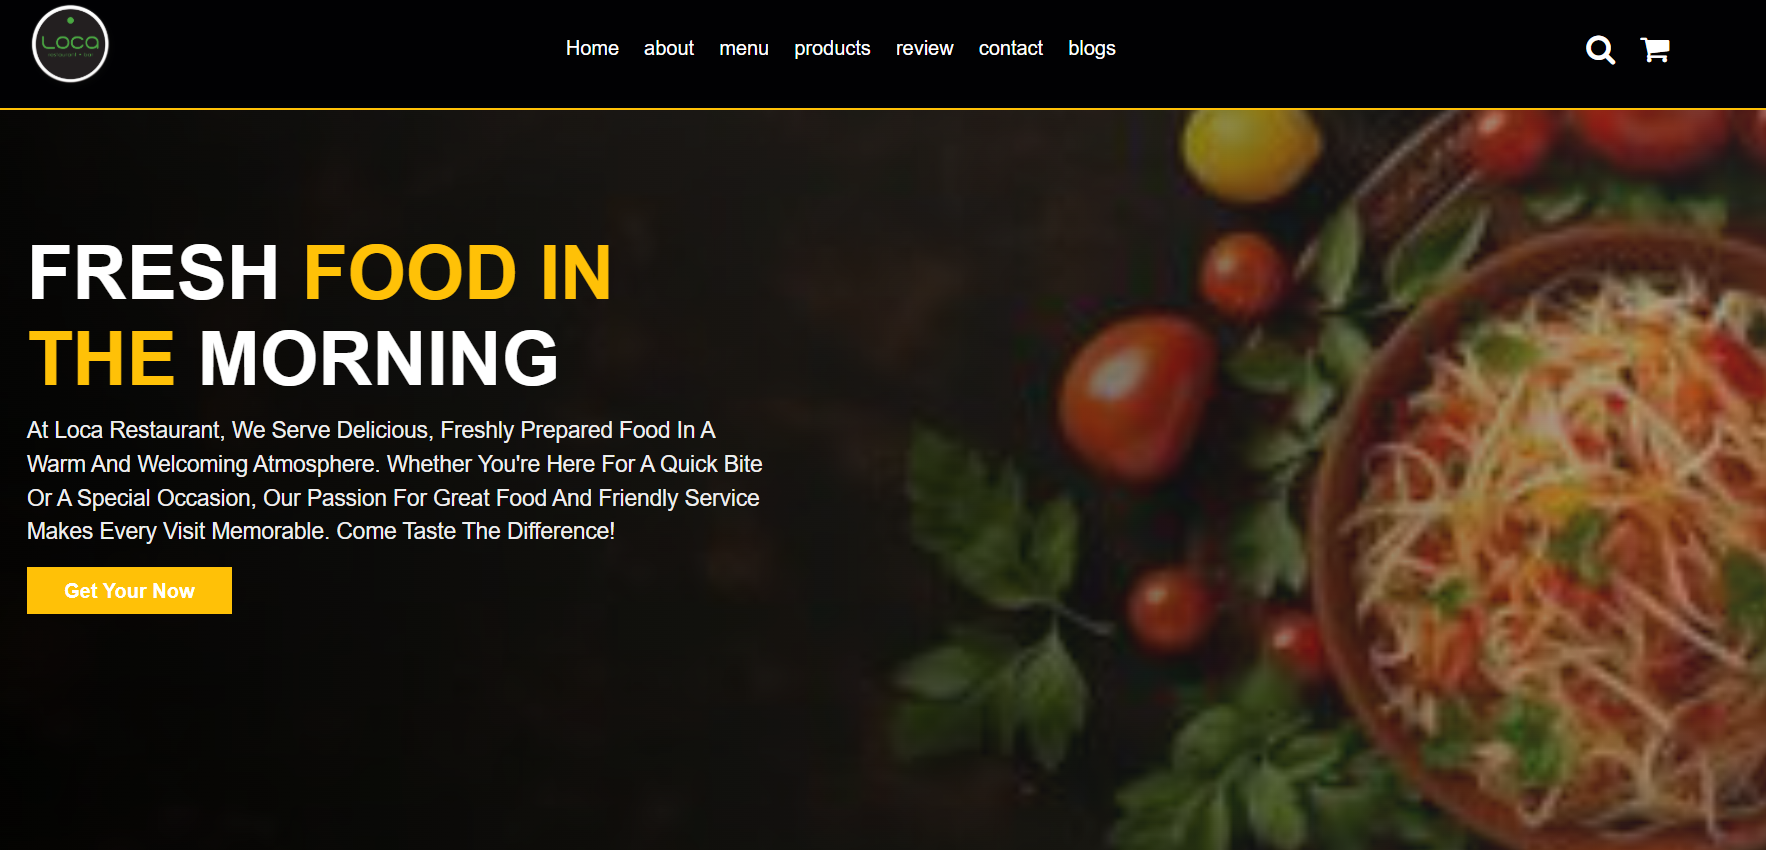 Loca
restaurant + bar
Home about menu products review contact blogs
FRESH FOOD IN
THE MORNING
At Loca Restaurant, We Serve Delicious, Freshly Prepared Food In A
Warm And Welcoming Atmosphere. Whether You're Here For A Quick Bite
Or A Special Occasion, Our Passion For Great Food And Friendly Service
Makes Every Visit Memorable. Come Taste The Difference!
Get Your Now